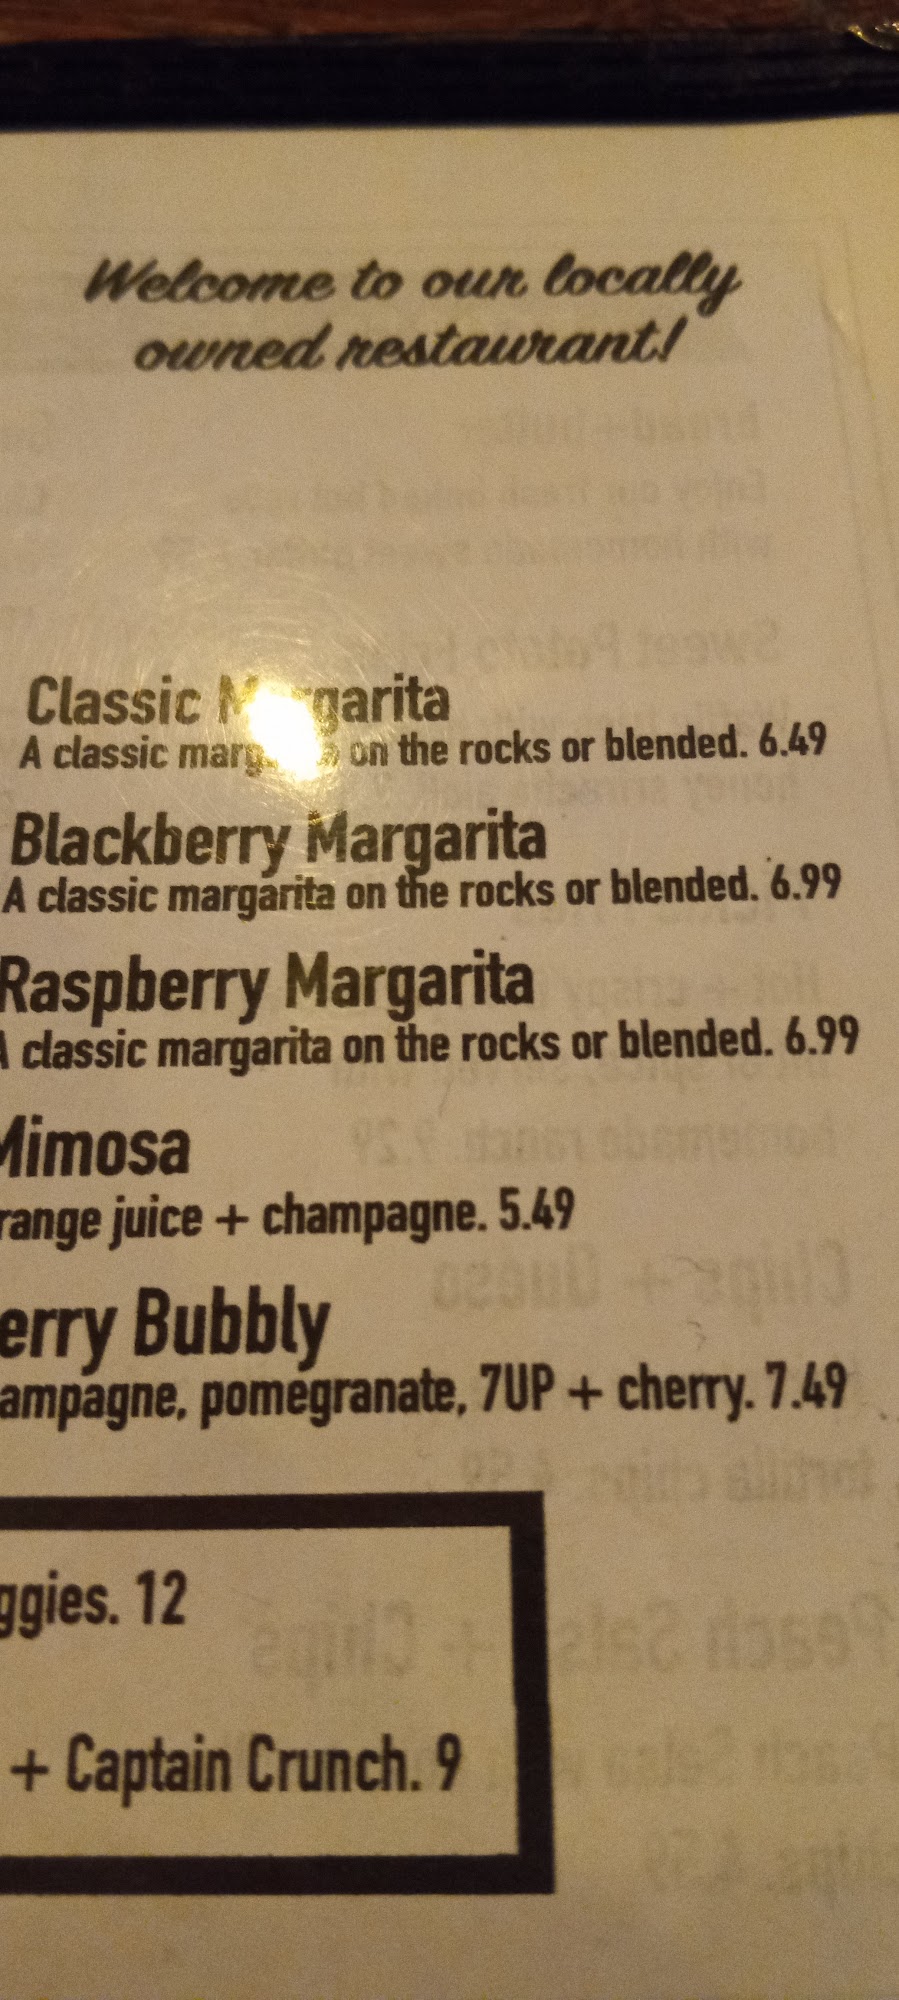 Welcome to our locally
owned restaurant!
Classic Margarita
A classic margarita on the rocks or blended. 6.49
Blackberry Margarita
A classic margarita on the rocks or blended. 6.99
Raspberry Margarita
A classic margarita on the rocks or blended. 6.99
Mimosa
range juice + champagne. 5.49
erry Bubbly
ampagne, pomegranate, 7UP + cherry. 7.49
ggies. 12
+ Captain Crunch. 9